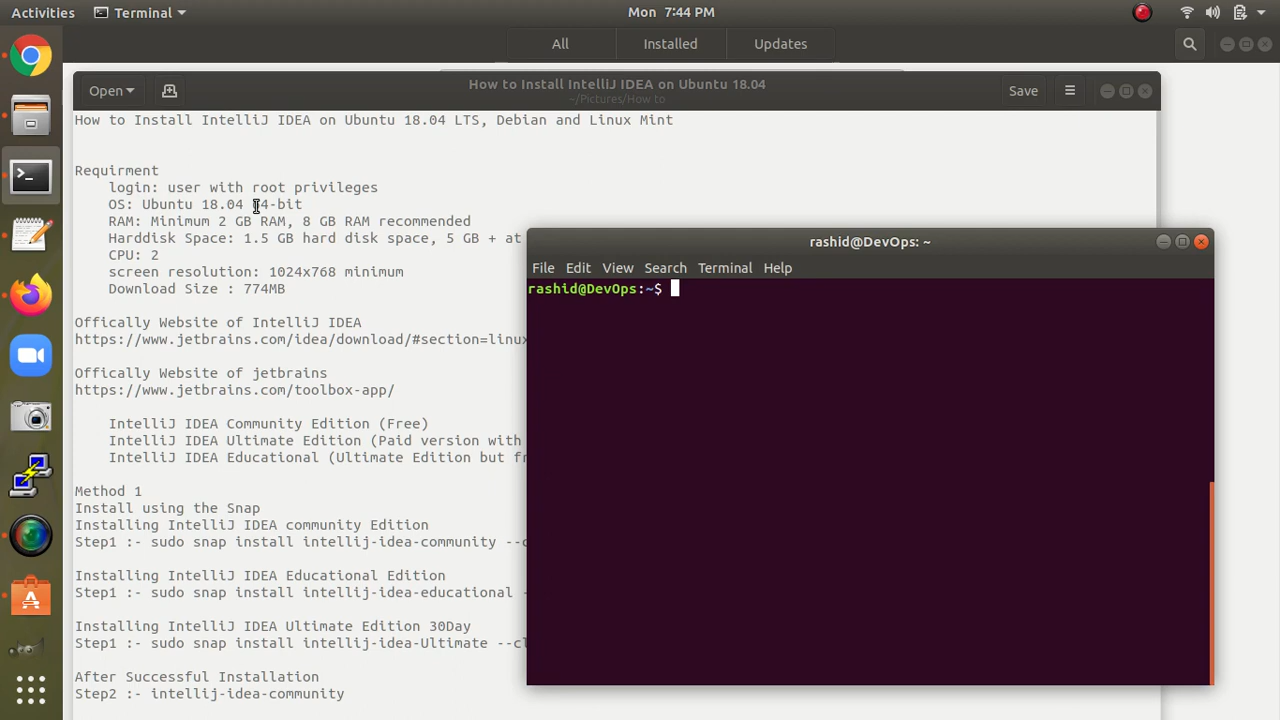 Activities
Terminal
Mon 7:44 PM
All
Installed
Updates
Open
How to Install IntelliJ IDEA on Ubuntu 18.04
~/Pictures/How to
Save
How to Install IntelliJ IDEA on Ubuntu 18.04 LTS, Debian and Linux Mint
Requirment
login: user with root privileges
OS: Ubuntu 18.04 64-bit
RAM: Minimum 2 GB RAM, 8 GB RAM recommended
Harddisk Space: 1.5 GB hard disk space, 5 GB + at
CPU: 2
screen resolution: 1024x768 minimum
Download Size : 774MB
Offically Website of IntelliJ IDEA
https://www.jetbrains.com/idea/download/#section=linux
Offically Website of jetbrains
https://www.jetbrains.com/toolbox-app/
IntelliJ IDEA Community Edition (Free)
IntelliJ IDEA Ultimate Edition (Paid version with
IntelliJ IDEA Educational (Ultimate Edition but fr
Method 1
Install using the Snap
Installing IntelliJ IDEA community Edition
Step1 :- sudo snap install intellij-idea-community --c
Installing IntelliJ IDEA Educational Edition
Step1 :- sudo snap install intellij-idea-educational -
Installing IntelliJ IDEA Ultimate Edition 30Day
Step1 :- sudo snap install intellij-idea-Ultimate --cl
After Successful Installation
Step2 :- intellij-idea-community
rashid@DevOps: ~
File Edit View Search Terminal Help
rashid@DevOps:~$